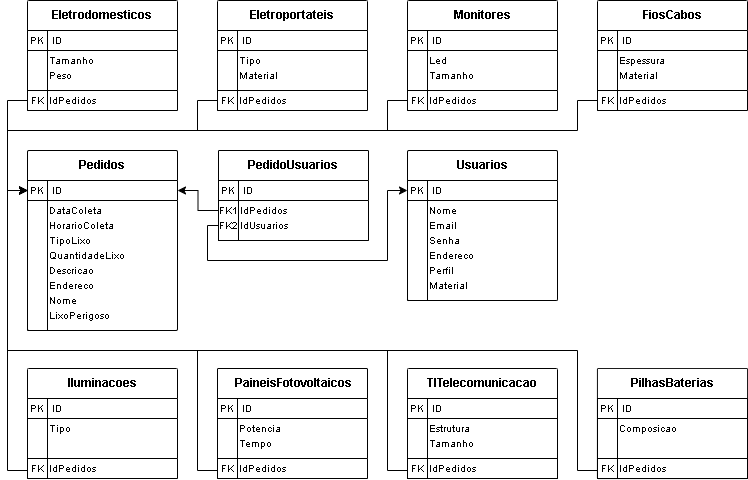 Eletrodomesticos
PK ID
Tamanho
Peso
FK IdPedidos
Eletroportateis
PK ID
Tipo
Material
FK IdPedidos
Monitores
PK ID
Led
Tamanho
FK IdPedidos
FiosCabos
PK ID
Espessura
Material
FK IdPedidos
Pedidos
PK ID
DataColeta
HorarioColeta
TipoLixo
QuantidadeLixo
Descricao
Endereco
Nome
LixoPerigoso
PedidoUsuarios
PK ID
FK1 IdPedidos
FK2 IdUsuarios
Usuarios
PK ID
Nome
Email
Senha
Endereco
Perfil
Material
Iluminacoes
PK ID
Tipo
FK IdPedidos
PaineisFotovoltaicos
PK ID
Potencia
Tempo
FK IdPedidos
TITelecomunicacao
PK ID
Estrutura
Tamanho
FK IdPedidos
PilhasBaterias
PK ID
Composicao
FK IdPedidos